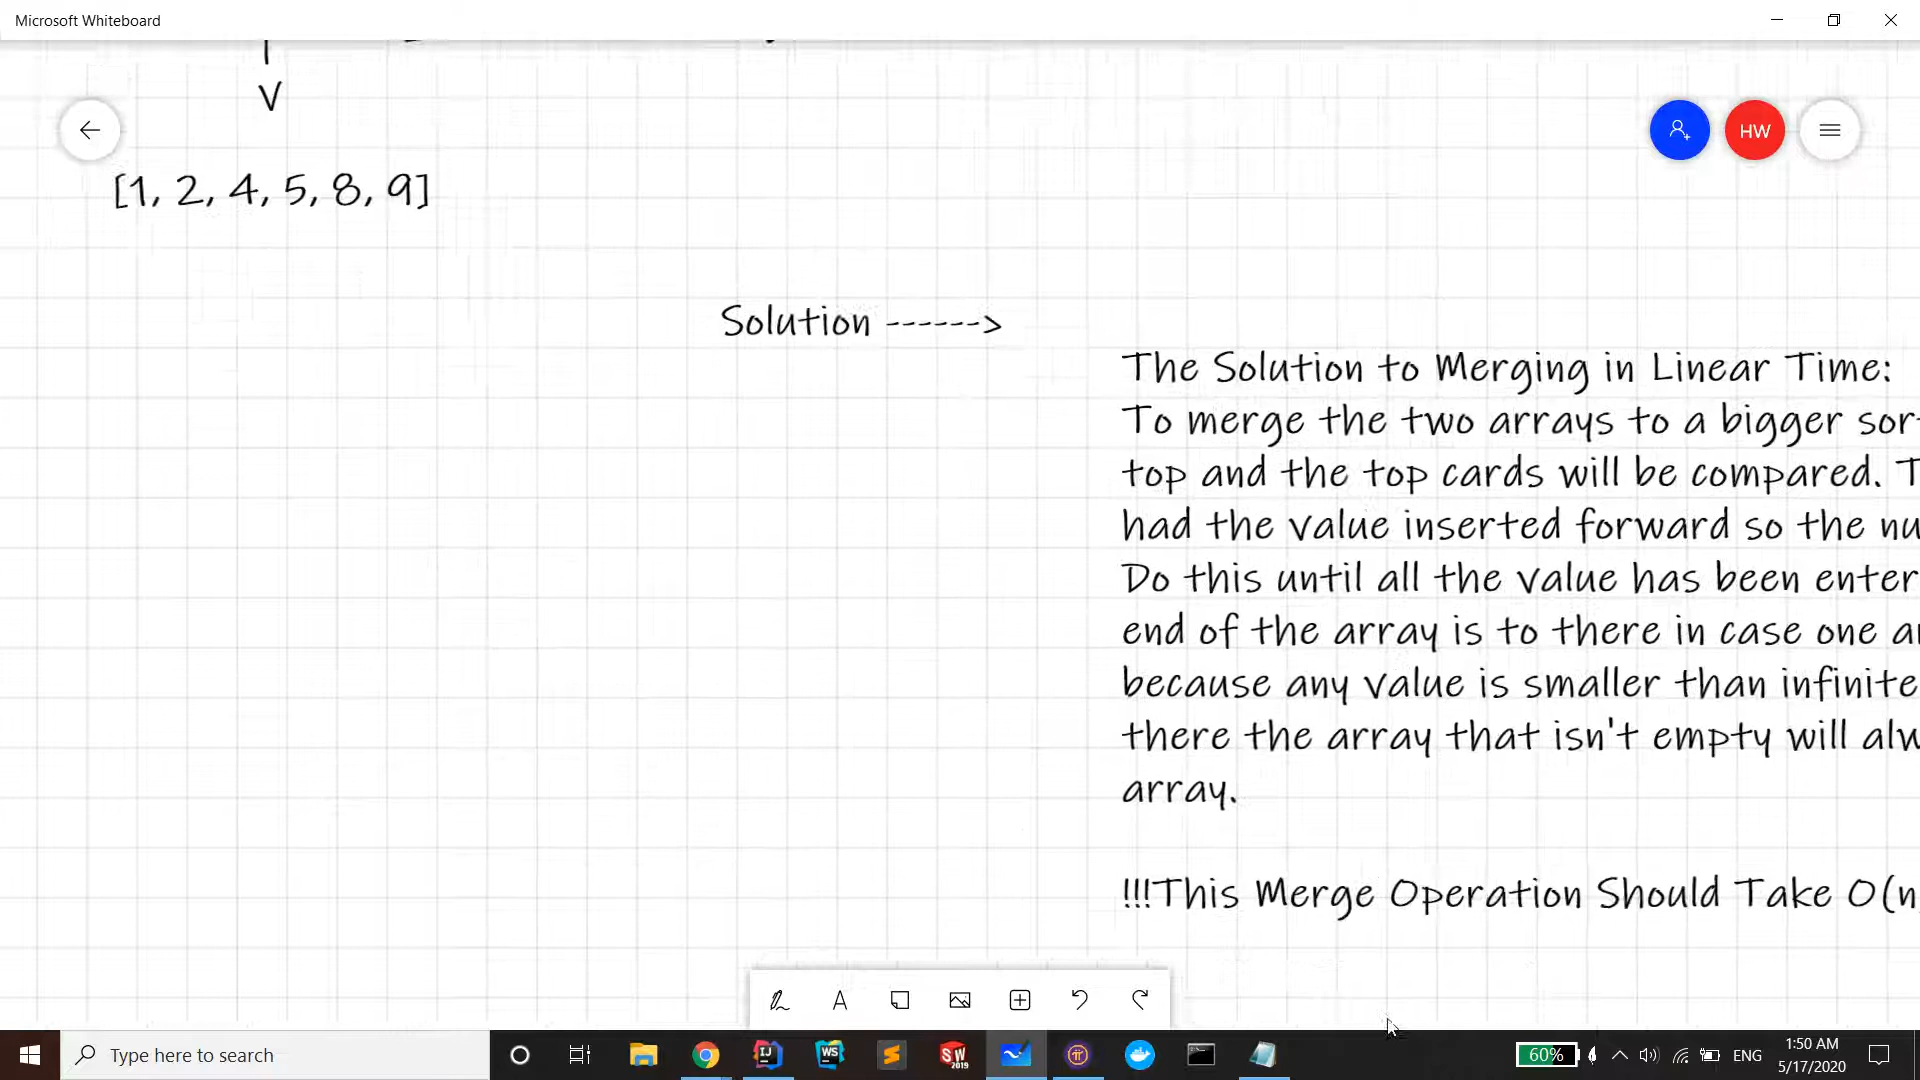 Microsoft Whiteboard
V
[1, 2, 4, 5, 8, 9]
HW
Solution ------>
The Solution to Merging in Linear Time:
To merge the two arrays to a bigger sor
top and the top cards will be compared. T
had the value inserted forward so the nu
Do this until all the value has been enter
end of the array is to there in case one a
because any value is smaller than infinite
there the array that isn't empty will alw
array.
!!!This Merge Operation Should Take O(n
A
Type here to search
IJ
WS
SW
2019
60%
ENG
1:50 AM
5/17/2020